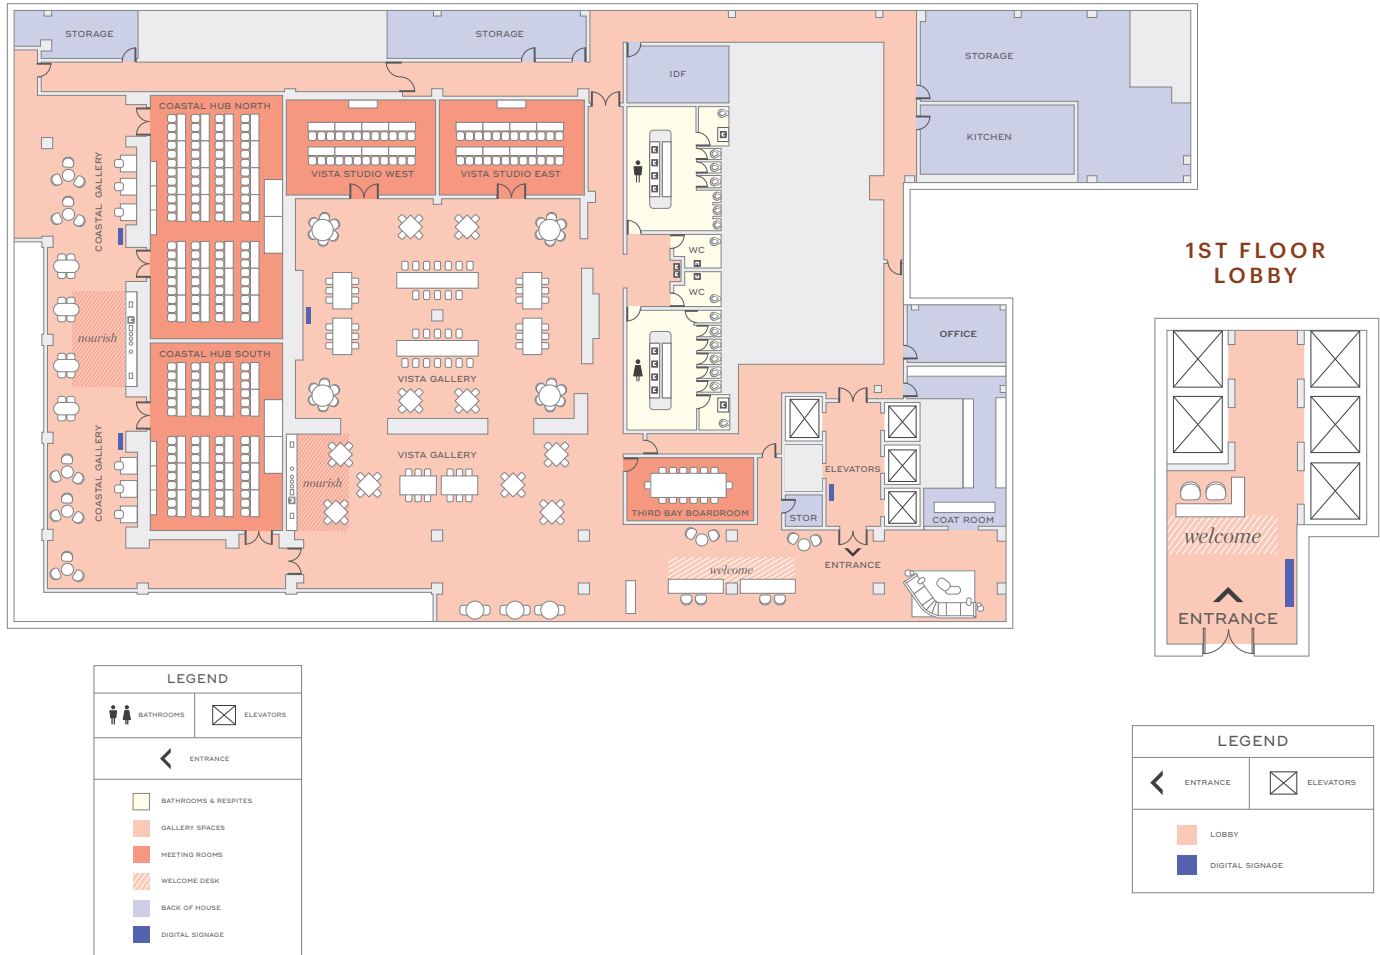 STORAGE
STORAGE
STORAGE
IDF
KITCHEN
COASTAL HUB NORTH
VISTA STUDIO WEST
VISTA STUDIO EAST
COASTAL GALLERY
WC
WC
nourish
COASTAL HUB SOUTH
OFFICE
VISTA GALLERY
VISTA GALLERY
COASTAL GALLERY
nourish
ELEVATORS
THIRD BAY BOARDROOM
STOR
COAT ROOM
welcome
ENTRANCE
1ST FLOOR
LOBBY
welcome
ENTRANCE
LEGEND
BATHROOMS
ELEVATORS
ENTRANCE
BATHROOMS & RESPITES
GALLERY SPACES
MEETING ROOMS
WELCOME DESK
BACK OF HOUSE
DIGITAL SIGNAGE
LEGEND
ENTRANCE
ELEVATORS
LOBBY
DIGITAL SIGNAGE